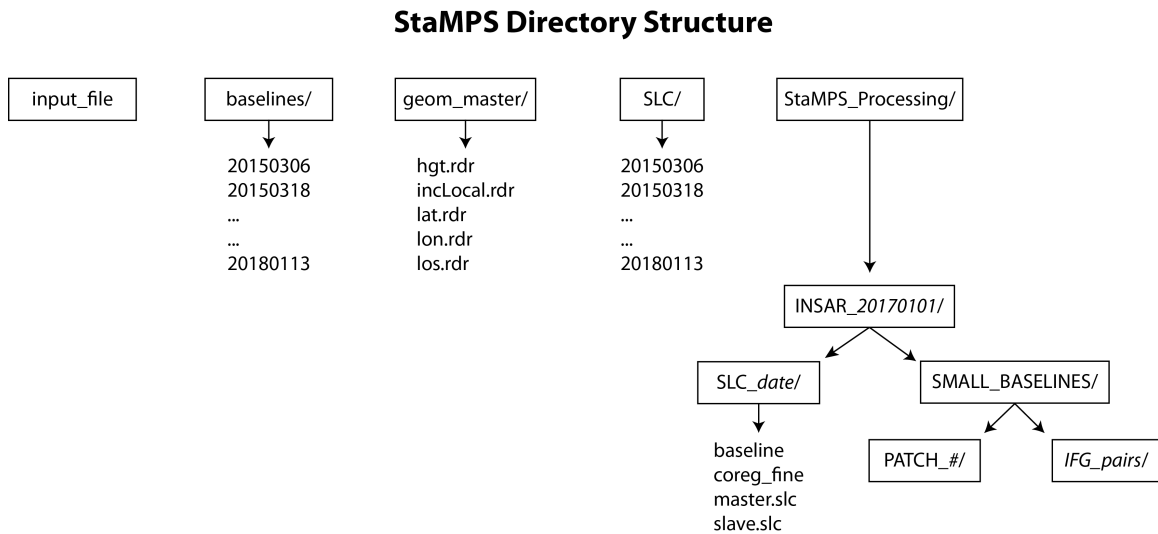 StaMPS Directory Structure
input_file
baselines/
20150306
20150318
...
...
20180113
geom_master/
hgt.rdr
incLocal.rdr
lat.rdr
lon.rdr
los.rdr
SLC/
20150306
20150318
...
...
20180113
StaMPS_Processing/
INSAR_20170101/
SLC_date/
baseline
coreg_fine
master.slc
slave.slc
SMALL_BASELINES/
PATCH_#/
IFG_pairs/